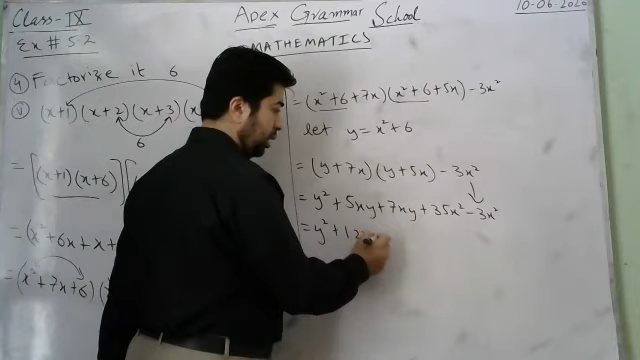 Class-IX
Apex Grammar School
10-06-2020
Ex # 5.2
MATHEMATICS
④ Factorize it
6
ⓥ (x+1)(x+2)(x+3)(x
6
= [(x+1)(x+6)][
= (x²+6x+x+
= (x²+7x+6)(
= (x²+6+7x)(x²+6+5x)-3x²
let y = x²+6
= (y+7x)(y+5x)-3x²
= y²+5xy+7xy+35x²-3x²
= y²+12